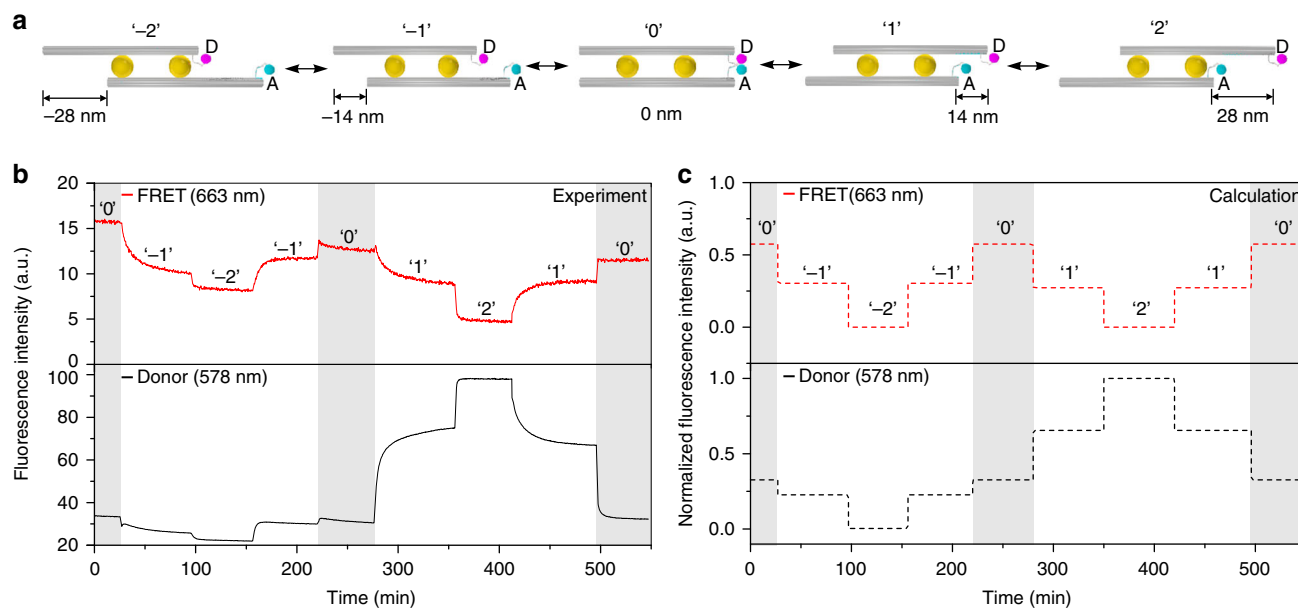 a
‘–2’ ‘–1’ ‘0’ ‘1’ ‘2’
D D D D D
A A A A A
–28 nm –14 nm 0 nm 14 nm 28 nm
b
FRET (663 nm) Experiment
‘0’ ‘–1’ ‘–2’ ‘–1’ ‘0’ ‘1’ ‘2’ ‘1’ ‘0’
20
15
10
5
0
Donor (578 nm)
100
80
60
40
20
Fluorescence intensity (a.u.)
0 100 200 300 400 500
Time (min)
c
FRET(663 nm) Calculation
‘0’ ‘–1’ ‘–2’ ‘–1’ ‘0’ ‘1’ ‘2’ ‘1’ ‘0’
1.0
0.5
0.0
Donor (578 nm)
1.0
0.5
0.0
Normalized fluorescence intensity (a.u.)
0 100 200 300 400 500
Time (min)